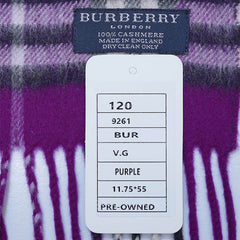 BURBERRY
LONDON
100% CASHMERE
MADE IN ENGLAND
DRY CLEAN ONLY
120
9261
BUR
V.G
PURPLE
11.75*55
PRE-OWNED